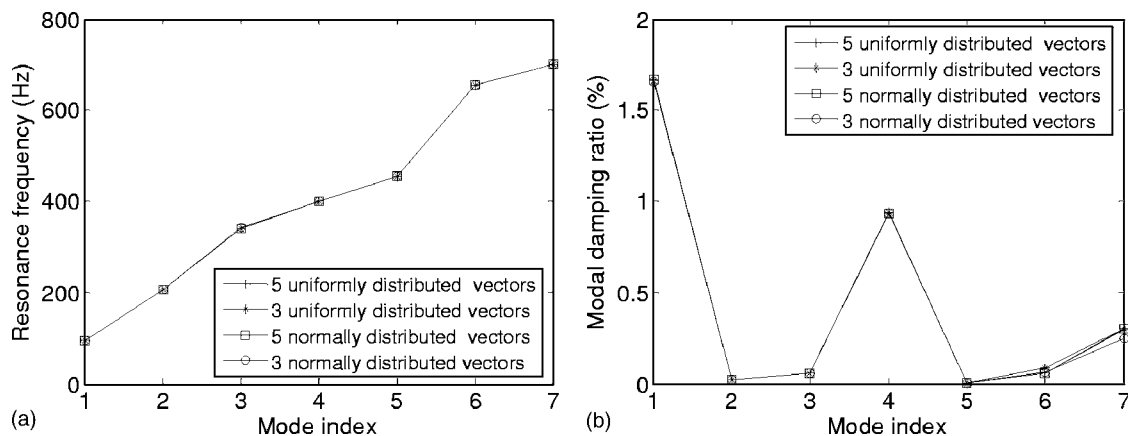 800
600
400
200
0
Resonance frequency (Hz)
5 uniformly distributed vectors
3 uniformly distributed vectors
5 normally distributed vectors
3 normally distributed vectors
1 2 3 4 5 6 7
Mode index
(a)
2
1.5
1
0.5
0
Modal damping ratio (%)
5 uniformly distributed vectors
3 uniformly distributed vectors
5 normally distributed vectors
3 normally distributed vectors
1 2 3 4 5 6 7
Mode index
(b)